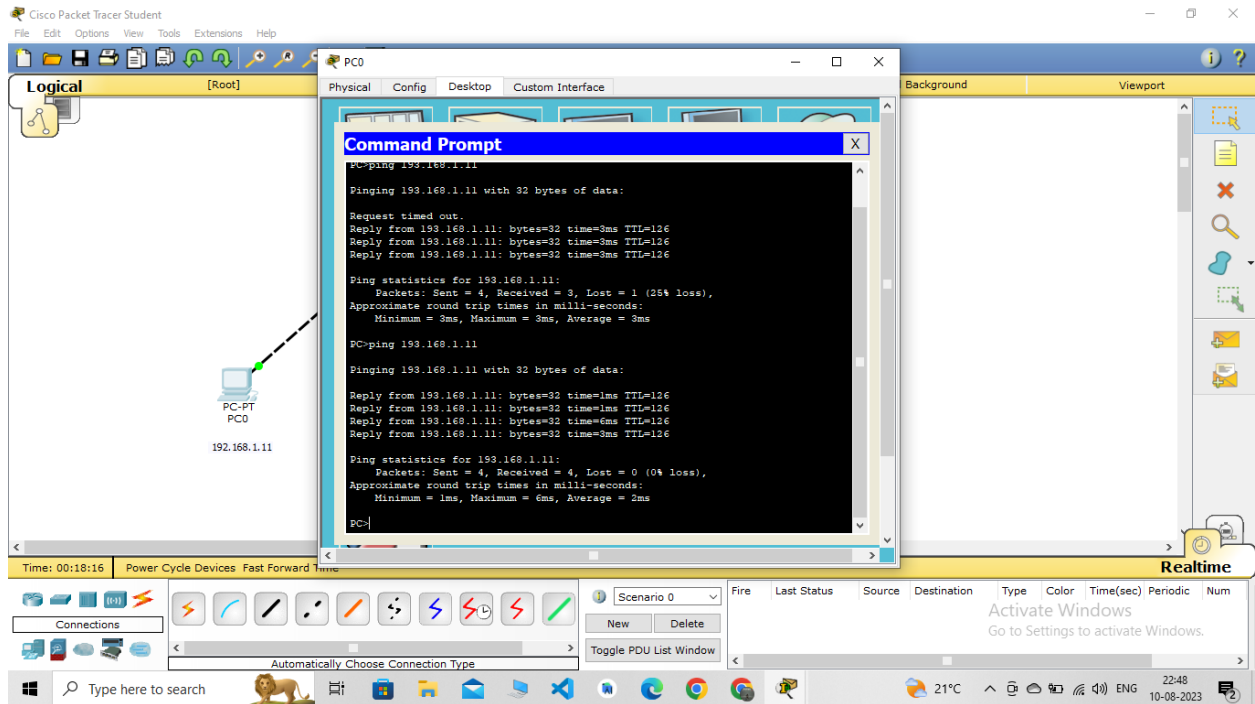 Cisco Packet Tracer Student
File Edit Options View Tools Extensions Help
PC0
Logical [Root] Background Viewport
Physical Config Desktop Custom Interface
Command Prompt X
PC>ping 193.168.1.11
Pinging 193.168.1.11 with 32 bytes of data:
Request timed out.
Reply from 193.168.1.11: bytes=32 time=3ms TTL=126
Reply from 193.168.1.11: bytes=32 time=3ms TTL=126
Reply from 193.168.1.11: bytes=32 time=3ms TTL=126
Ping statistics for 193.168.1.11:
Packets: Sent = 4, Received = 3, Lost = 1 (25% loss),
Approximate round trip times in milli-seconds:
Minimum = 3ms, Maximum = 3ms, Average = 3ms
PC>ping 193.168.1.11
Pinging 193.168.1.11 with 32 bytes of data:
Reply from 193.168.1.11: bytes=32 time=1ms TTL=126
Reply from 193.168.1.11: bytes=32 time=1ms TTL=126
Reply from 193.168.1.11: bytes=32 time=6ms TTL=126
Reply from 193.168.1.11: bytes=32 time=3ms TTL=126
Ping statistics for 193.168.1.11:
Packets: Sent = 4, Received = 4, Lost = 0 (0% loss),
Approximate round trip times in milli-seconds:
Minimum = 1ms, Maximum = 6ms, Average = 2ms
PC>
PC-PT
PC0
192.168.1.11
Time: 00:18:16 Power Cycle Devices Fast Forward Time Realtime
Connections
Automatically Choose Connection Type
Scenario 0
New Delete
Toggle PDU List Window
Fire Last Status Source Destination Type Color Time(sec) Periodic Num
Activate Windows
Go to Settings to activate Windows.
Type here to search
21°C ENG 22:48
10-08-2023
2